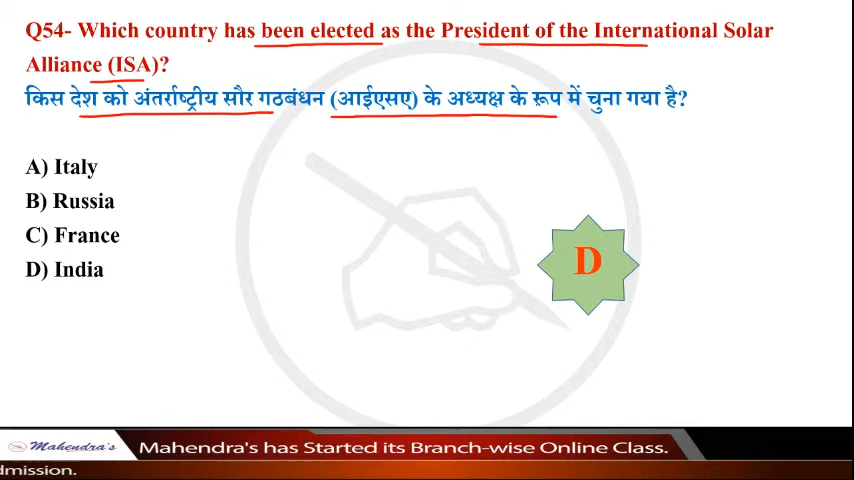 Q54- Which country has been elected as the President of the International Solar
Alliance (ISA)?
किस देश को अंतर्राष्ट्रीय सौर गठबंधन (आईएसए) के अध्यक्ष के रूप में चुना गया है?
A) Italy
B) Russia
C) France
D) India
D
Mahendra's
Mahendra's has Started its Branch-wise Online Class.
dmission.